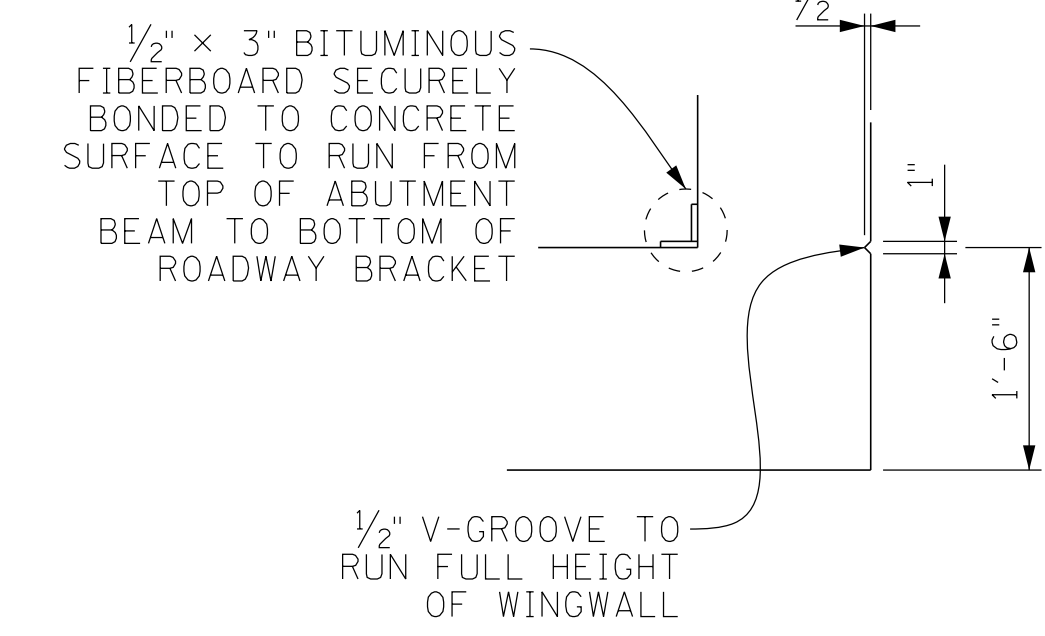 1/2" × 3" BITUMINOUS
FIBERBOARD SECURELY
BONDED TO CONCRETE
SURFACE TO RUN FROM
TOP OF ABUTMENT
BEAM TO BOTTOM OF
ROADWAY BRACKET
1"
1'-6"
1/2" V-GROOVE TO
RUN FULL HEIGHT
OF WINGWALL